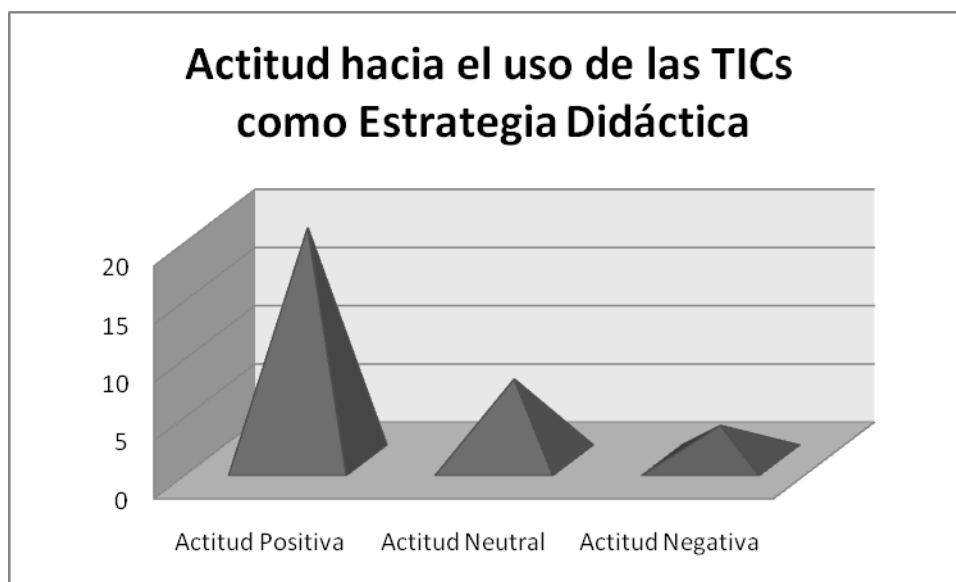 Actitud hacia el uso de las TICs
como Estrategia Didáctica
20
15
10
5
0
Actitud Positiva Actitud Neutral Actitud Negativa